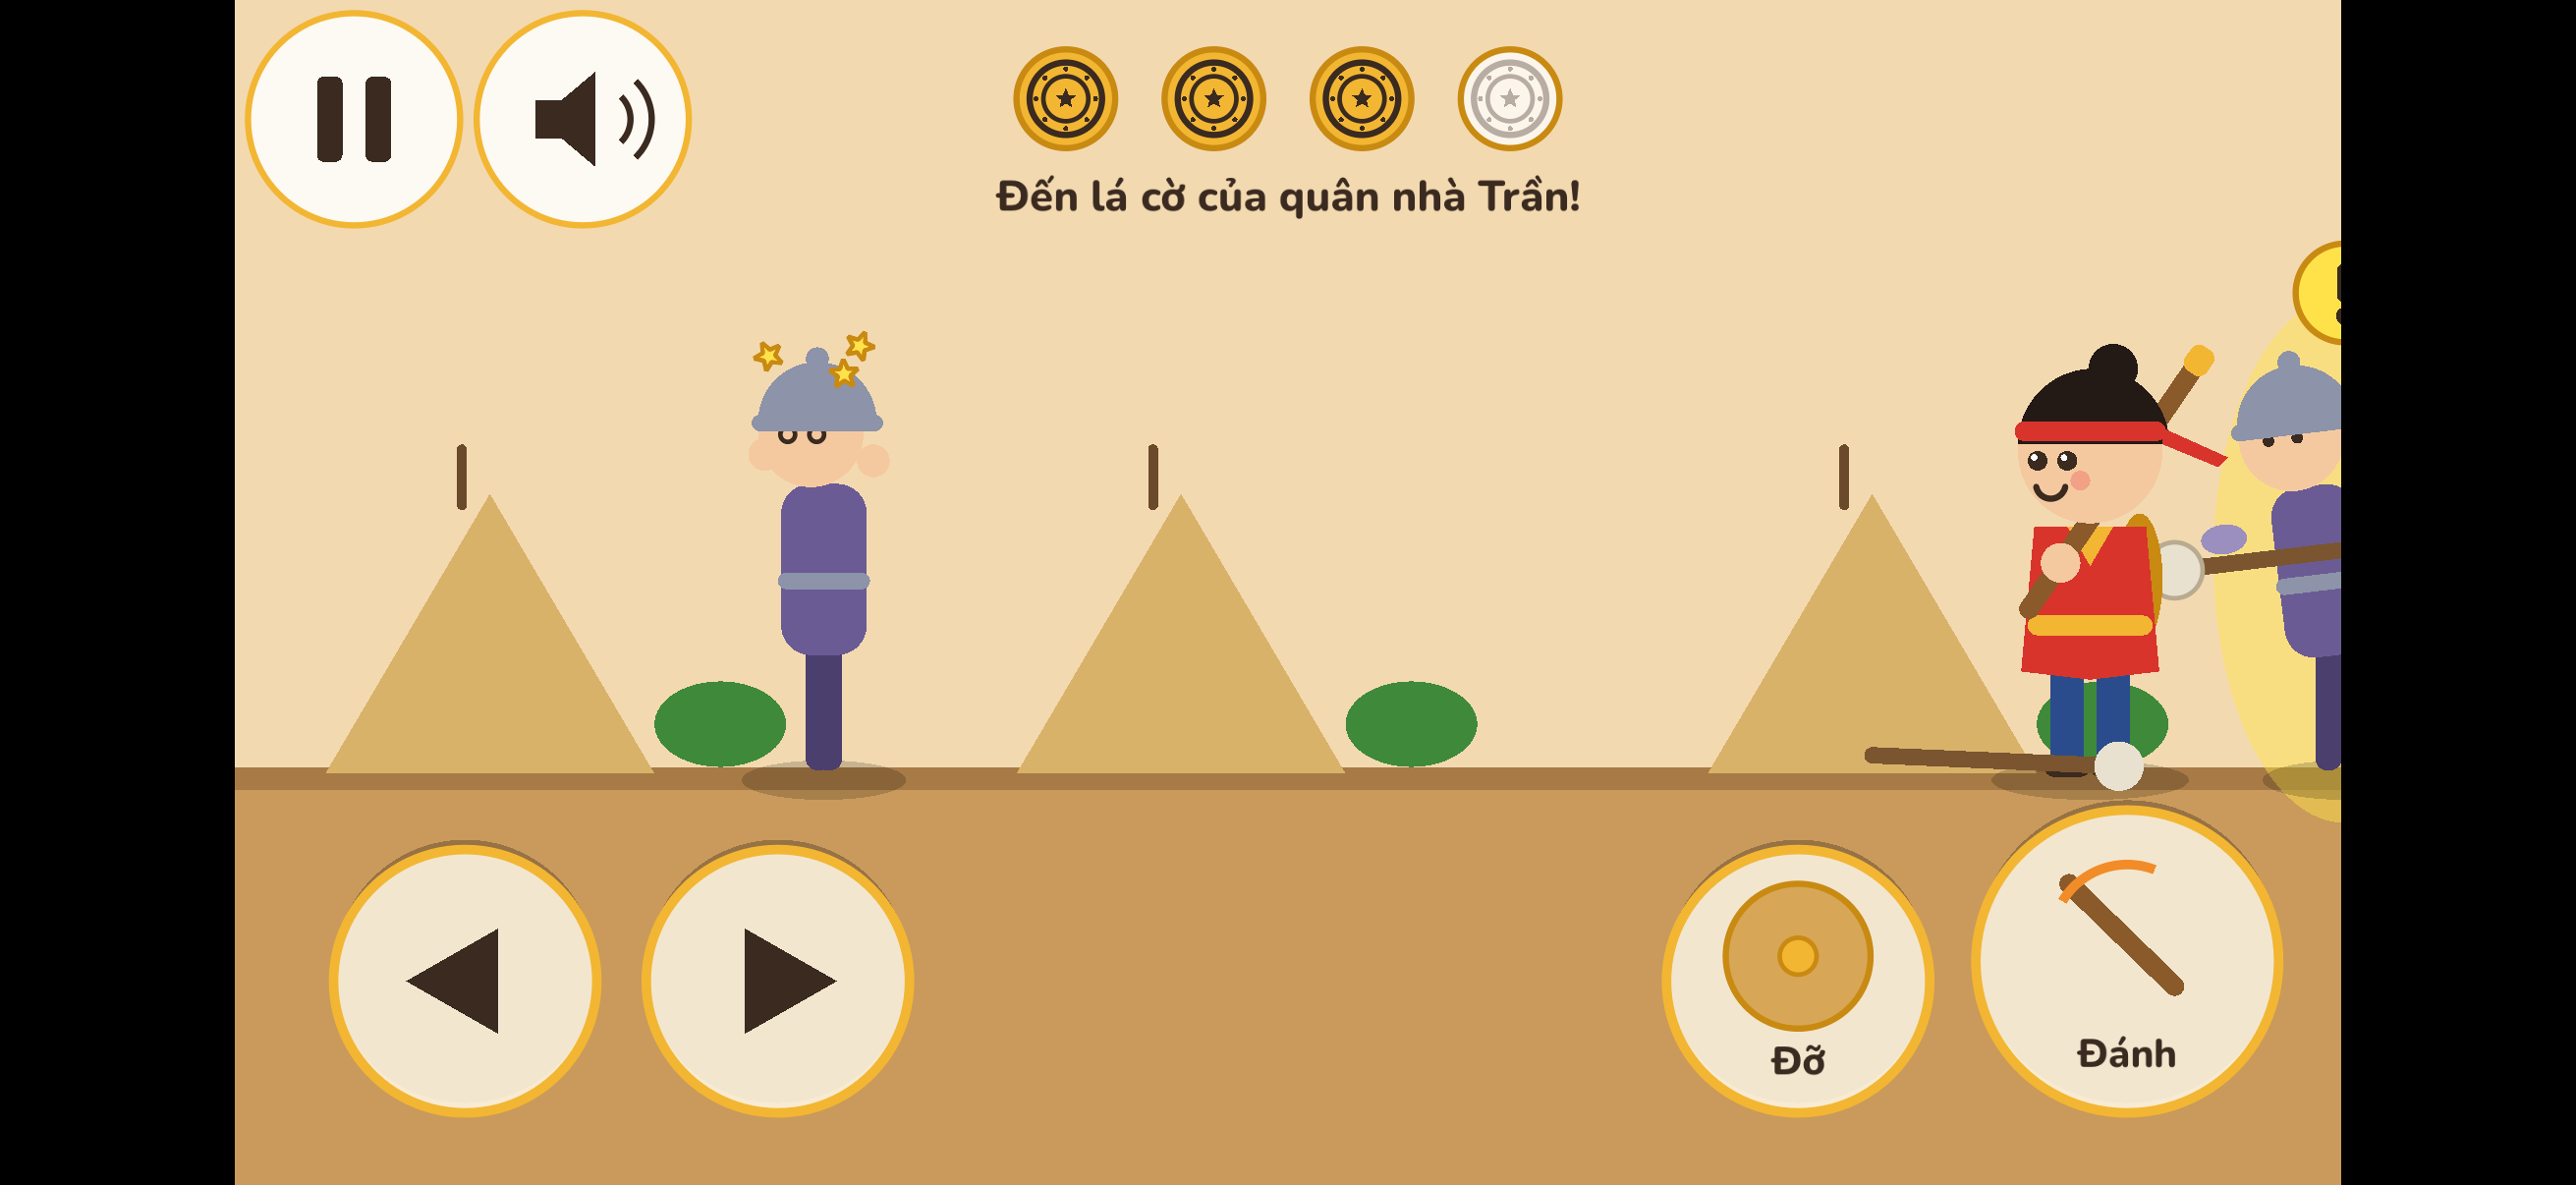 Đến lá cờ của quân nhà Trần!
Đỡ
Đánh